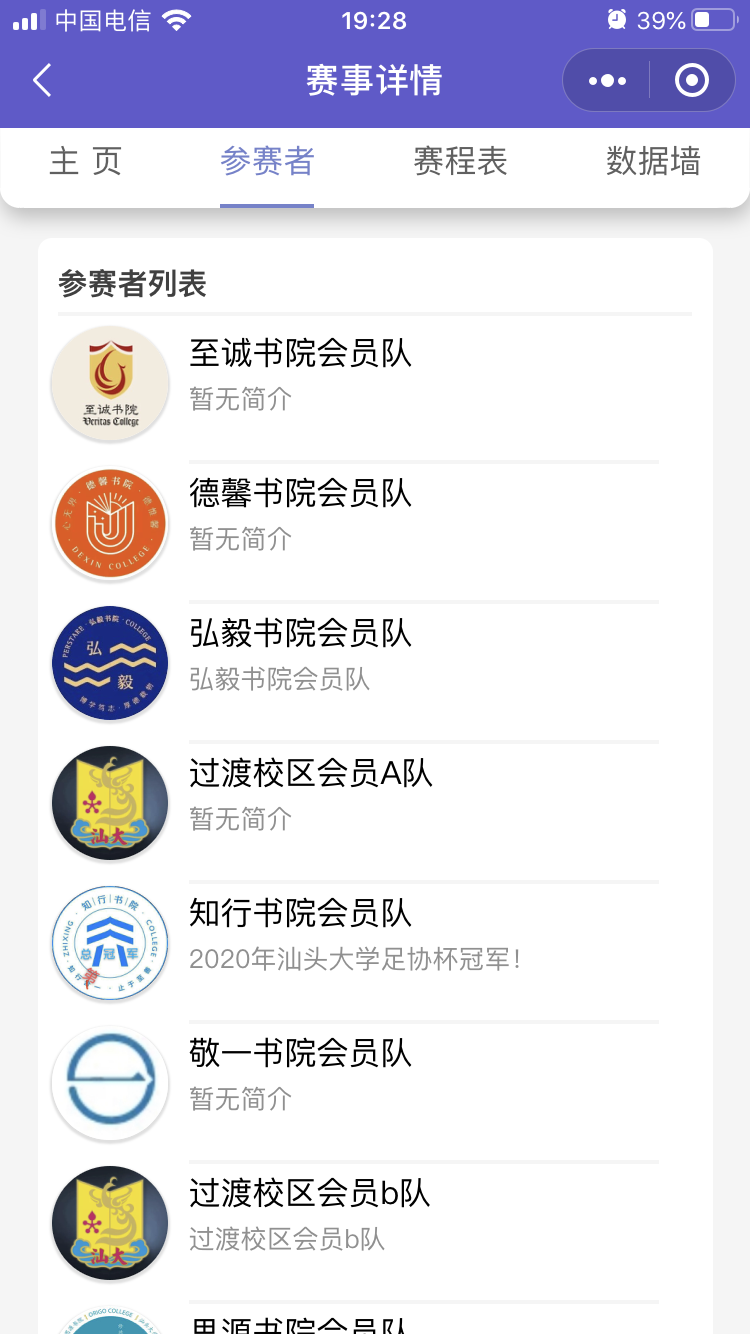 中国电信
19:28
39%
赛事详情
主 页
参赛者
赛程表
数据墙
参赛者列表
至诚书院
Veritas College
至诚书院会员队
暂无简介
德馨书院
DEXIN COLLEGE
德馨书院会员队
暂无简介
PERSTARE·弘毅书院·COLLEGE
弘
毅
弘毅书院会员队
弘毅书院会员队
汕大
过渡校区会员A队
暂无简介
知行书院
ZHIXING
COLLEGE
总冠军
知行书院会员队
2020年汕头大学足协杯冠军!
敬一书院会员队
暂无简介
汕大
过渡校区会员b队
过渡校区会员b队
ORIGO COLLEGE
思源书院会员队